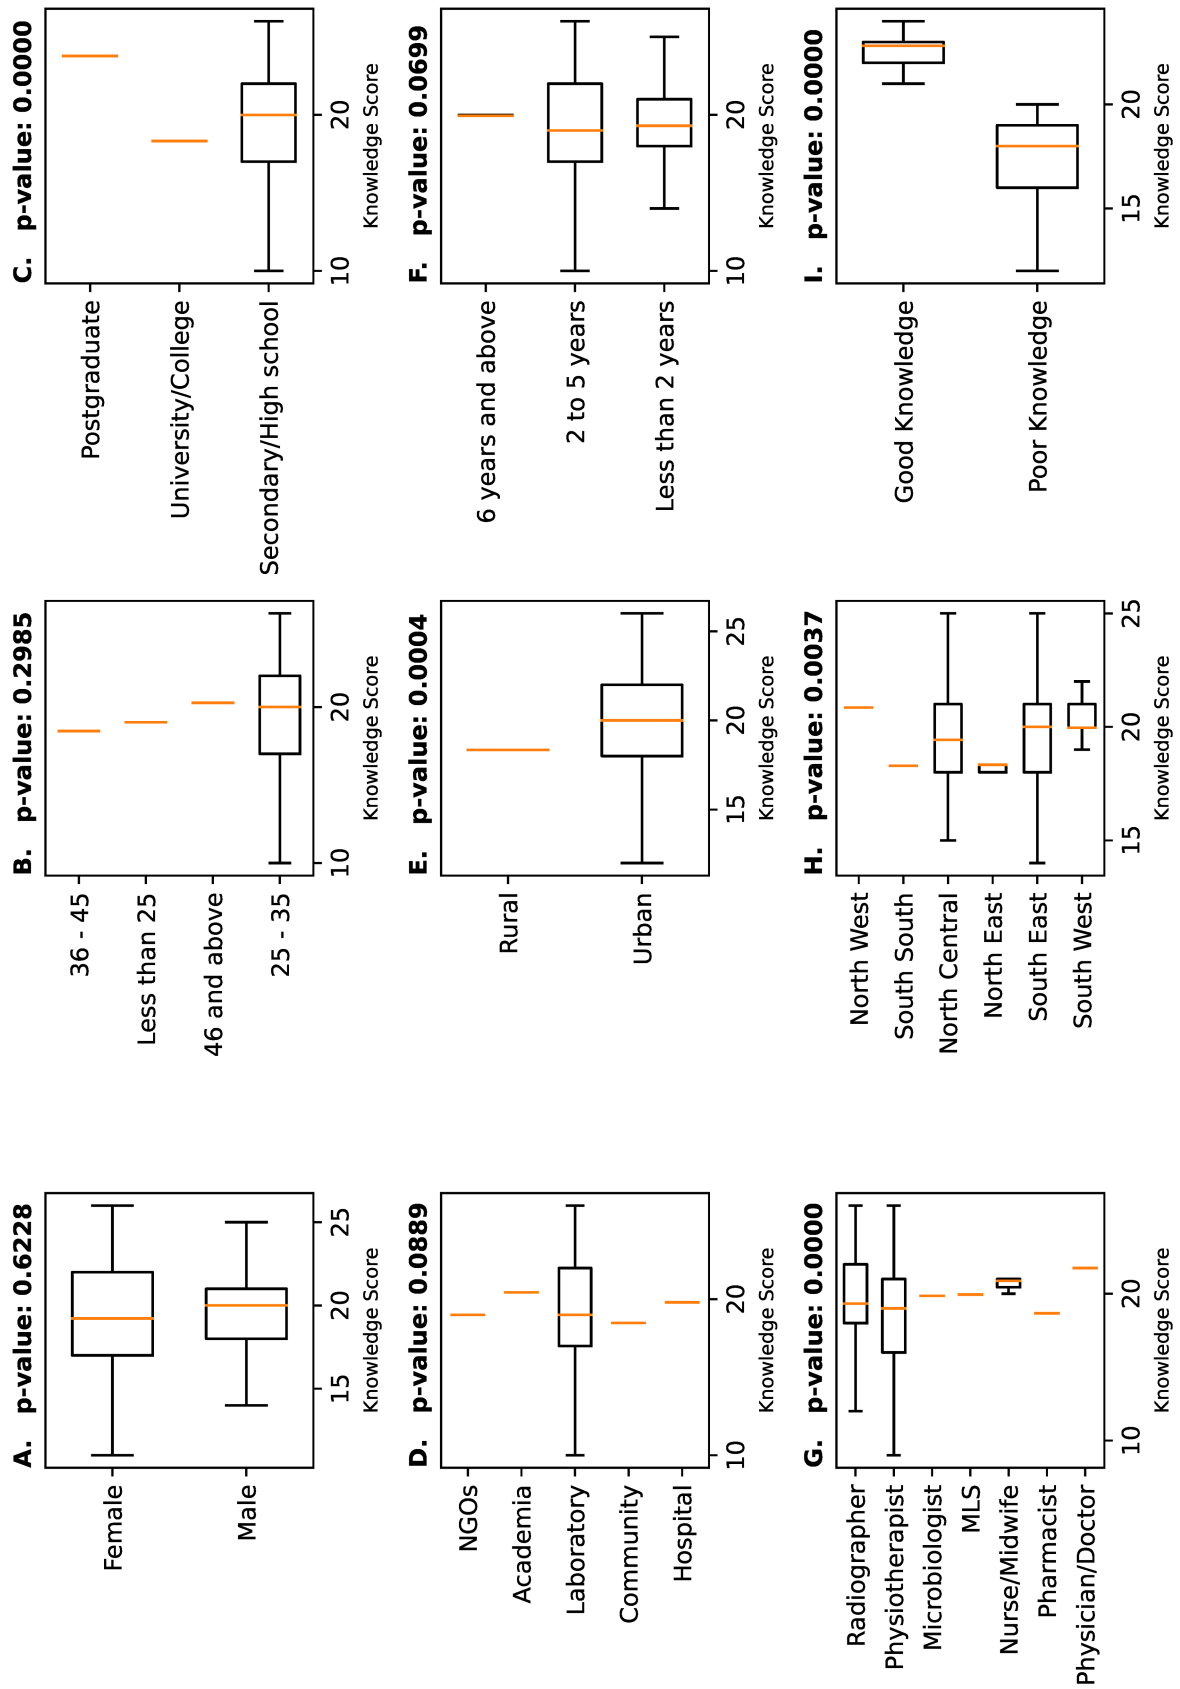 A.   p-value: 0.6228
Female
Male
15 20 25
Knowledge Score
B.   p-value: 0.2985
36 - 45
Less than 25
46 and above
25 - 35
10 20
Knowledge Score
C.   p-value: 0.0000
Postgraduate
University/College
Secondary/High school
10 20
Knowledge Score
D.   p-value: 0.0889
NGOs
Academia
Laboratory
Community
Hospital
10 20
Knowledge Score
E.   p-value: 0.0004
Rural
Urban
15 20 25
Knowledge Score
F.   p-value: 0.0699
6 years and above
2 to 5 years
Less than 2 years
10 20
Knowledge Score
G.   p-value: 0.0000
Radiographer
Physiotherapist
Microbiologist
MLS
Nurse/Midwife
Pharmacist
Physician/Doctor
10 20
Knowledge Score
H.   p-value: 0.0037
North West
South South
North Central
North East
South East
South West
15 20 25
Knowledge Score
I.   p-value: 0.0000
Good Knowledge
Poor Knowledge
15 20
Knowledge Score